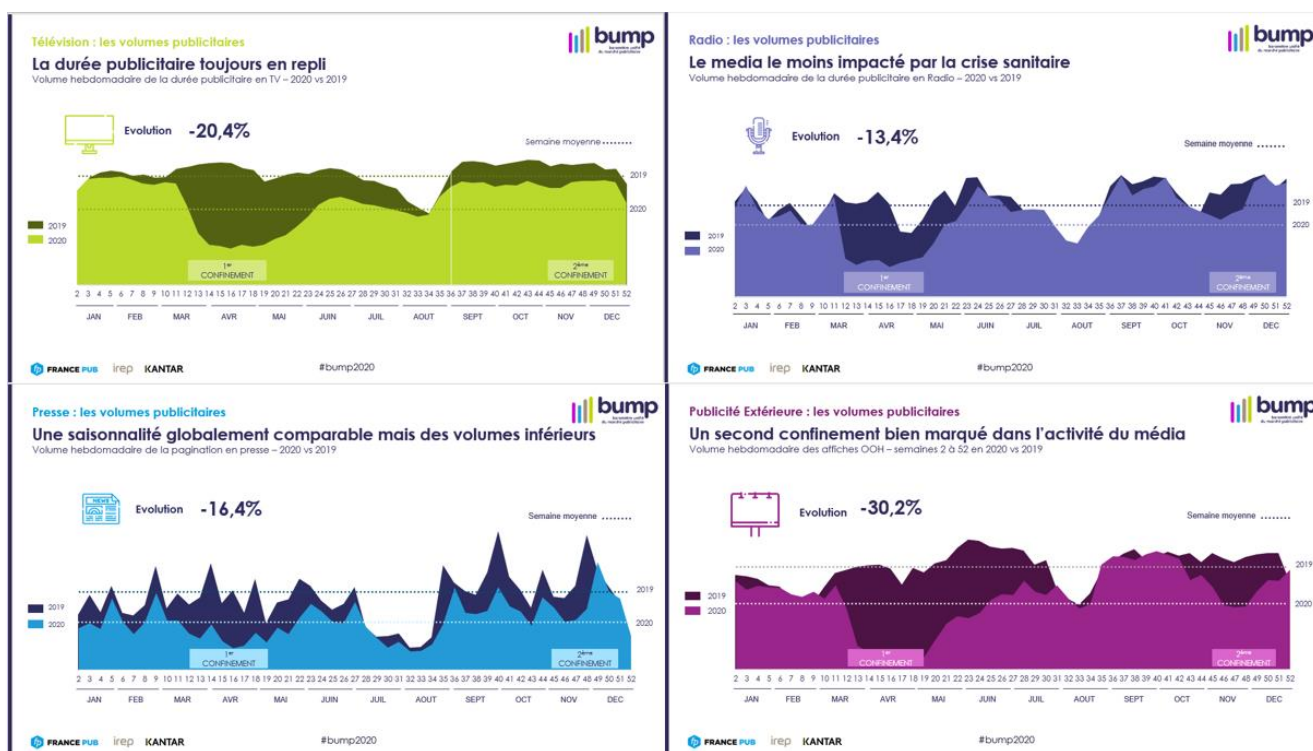 Télévision : les volumes publicitaires
bump
baromètre unifié
du marché publicitaire
La durée publicitaire toujours en repli
Volume hebdomadaire de la durée publicitaire en TV – 2020 vs 2019
Evolution -20,4%
Semaine moyenne
2019
2020
2019
2020
1er
CONFINEMENT
2ème
CONFINEMENT
2 3 4 5 6 7 8 9 10 11 12 13 14 15 16 17 18 19 20 21 22 23 24 25 26 27 28 29 30 31 32 33 34 35 36 37 38 39 40 41 42 43 44 45 46 47 48 49 50 51 52
JAN FEB MAR AVR MAI JUIN JUIL AOUT SEPT OCT NOV DEC
FRANCE PUB irep KANTAR
#bump2020
Radio : les volumes publicitaires
bump
baromètre unifié
du marché publicitaire
Le media le moins impacté par la crise sanitaire
Volume hebdomadaire de la durée publicitaire en Radio – 2020 vs 2019
Evolution -13,4%
Semaine moyenne
2019
2020
2019
2020
1er
CONFINEMENT
2ème
CONFINEMENT
2 3 4 5 6 7 8 9 10 11 12 13 14 15 16 17 18 19 20 21 22 23 24 25 26 27 28 29 30 31 32 33 34 35 36 37 38 39 40 41 42 43 44 45 46 47 48 49 50 51 52
JAN FEB MAR AVR MAI JUIN JUIL AOUT SEPT OCT NOV DEC
FRANCE PUB irep KANTAR
#bump2020
Presse : les volumes publicitaires
bump
baromètre unifié
du marché publicitaire
Une saisonnalité globalement comparable mais des volumes inférieurs
Volume hebdomadaire de la pagination en presse – 2020 vs 2019
NEWS
Evolution -16,4%
Semaine moyenne
2019
2020
2019
2020
1er
CONFINEMENT
2ème
CONFINEMENT
2 3 4 5 6 7 8 9 10 11 12 13 14 15 16 17 18 19 20 21 22 23 24 25 26 27 28 29 30 31 32 33 34 35 36 37 38 39 40 41 42 43 44 45 46 47 48 49 50 51 52
JAN FEB MAR AVR MAI JUIN JUIL AOUT SEPT OCT NOV DEC
FRANCE PUB irep KANTAR
#bump2020
Publicité Extérieure : les volumes publicitaires
bump
baromètre unifié
du marché publicitaire
Un second confinement bien marqué dans l'activité du média
Volume hebdomadaire des affiches OOH – semaines 2 à 52 en 2020 vs 2019
Evolution -30,2%
Semaine moyenne
2019
2020
2019
2020
1er
CONFINEMENT
2ème
CONFINEMENT
2 3 4 5 6 7 8 9 10 11 12 13 14 15 16 17 18 19 20 21 22 23 24 25 26 27 28 29 30 31 32 33 34 35 36 37 38 39 40 41 42 43 44 45 46 47 48 49 50 51 52
JAN FEB MAR AVR MAI JUIN JUIL AOUT SEPT OCT NOV DEC
FRANCE PUB irep KANTAR
#bump2020